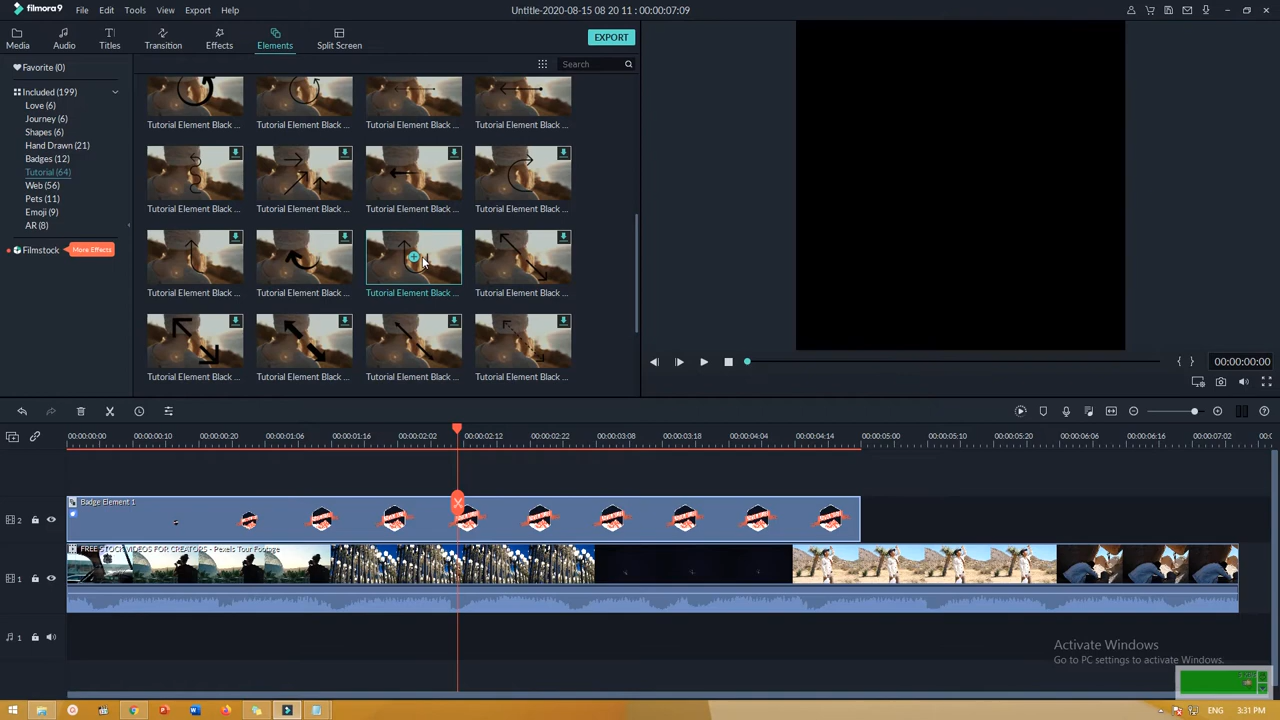 filmora9 File Edit Tools View Export Help Untitle-2020-08-15 08 20 11 : 00:00:07:09
Media Audio Titles Transition Effects Elements Split Screen EXPORT
Favorite (0)
Search
Included (199)
Love (6)
Journey (6)
Shapes (6)
Hand Drawn (21)
Badges (12)
Tutorial (64)
Web (56)
Pets (11)
Emoji (9)
AR (8)
Filmstock More Effects
Tutorial Element Black ... Tutorial Element Black ... Tutorial Element Black ... Tutorial Element Black ...
Tutorial Element Black ... Tutorial Element Black ... Tutorial Element Black ... Tutorial Element Black ...
Tutorial Element Black ... Tutorial Element Black ... Tutorial Element Black ... Tutorial Element Black ...
Tutorial Element Black ... Tutorial Element Black ... Tutorial Element Black ... Tutorial Element Black ...
{ } 00:00:00:00
00:00:00:00 00:00:00:10 00:00:00:20 00:00:01:06 00:00:01:16 00:00:02:02 00:00:02:12 00:00:02:22 00:00:03:08 00:00:03:18 00:00:04:04 00:00:04:14 00:00:05:00 00:00:05:10 00:00:05:20 00:00:06:06 00:00:06:16 00:00:07:02
2 Badge Element 1
FREE STOCK VIDEOS FOR CREATORS - Pexels Tour Footage
1
1
Activate Windows
Go to PC settings to activate Windows.
ENG 3:31 PM